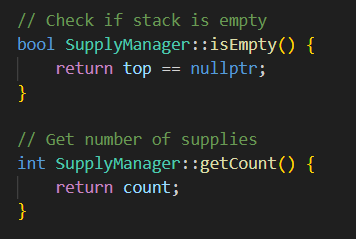 // Check if stack is empty
bool SupplyManager::isEmpty() {
    return top == nullptr;
}

// Get number of supplies
int SupplyManager::getCount() {
    return count;
}